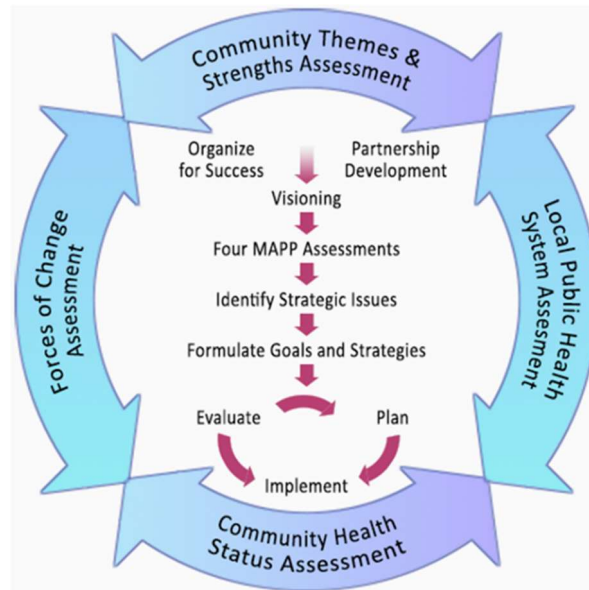 Community Themes &
Strengths Assessment
Organize
for Success
Partnership
Development
Visioning
Four MAPP Assessments
Identify Strategic Issues
Formulate Goals and Strategies
Evaluate
Plan
Implement
Forces of Change
Assessment
Local Public Health
System Assesment
Community Health
Status Assessment